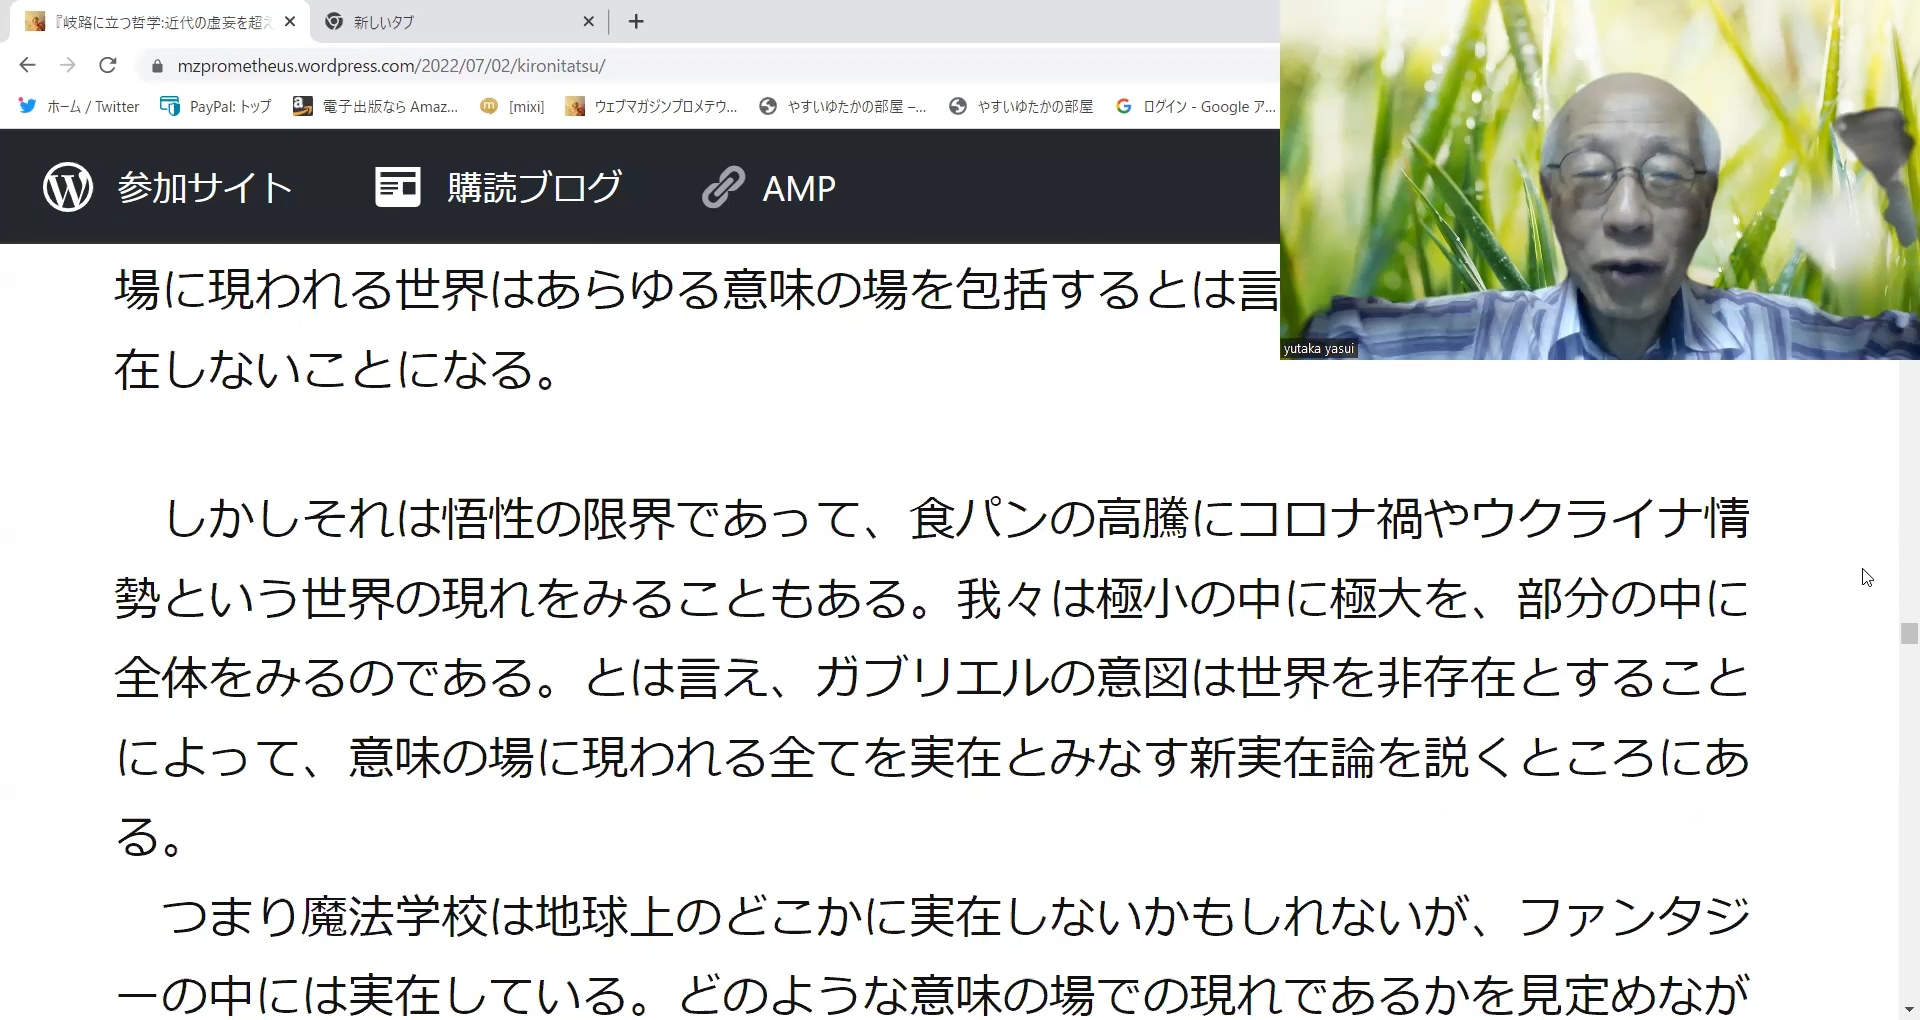 『岐路に立つ哲学:近代の虚妄を超え
新しいタブ
mzprometheus.wordpress.com/2022/07/02/kironitatsu/
ホーム / Twitter
PayPal: トップ
電子出版なら Amaz...
[mixi]
ウェブマガジンプロメテウ...
やすいゆたかの部屋 –...
やすいゆたかの部屋
ログイン - Google ア...
参加サイト
購読ブログ
AMP
yutaka yasui
場に現われる世界はあらゆる意味の場を包括するとは言
在しないことになる。
しかしそれは悟性の限界であって、食パンの高騰にコロナ禍やウクライナ情
勢という世界の現れをみることもある。我々は極小の中に極大を、部分の中に
全体をみるのである。とは言え、ガブリエルの意図は世界を非存在とすること
によって、意味の場に現われる全てを実在とみなす新実在論を説くところにあ
る。
つまり魔法学校は地球上のどこかに実在しないかもしれないが、ファンタジ
ーの中には実在している。どのような意味の場での現れであるかを見定めなが